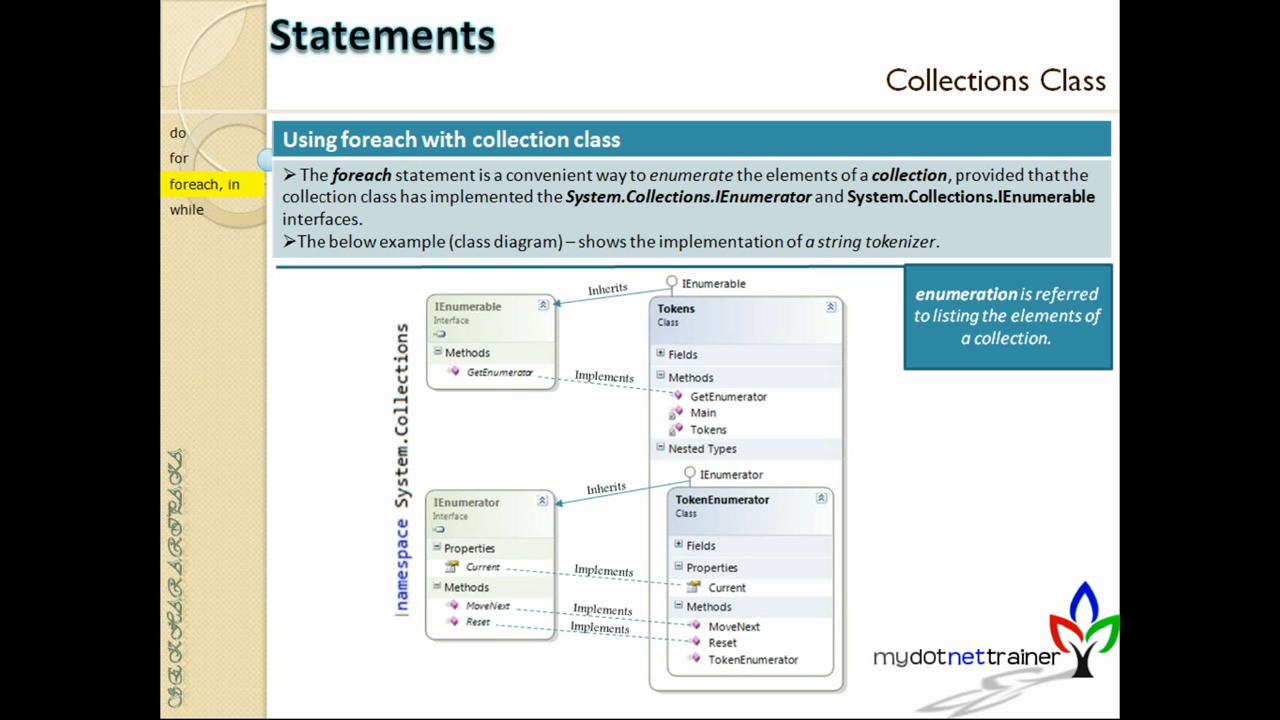 Statements
Collections Class
do
for
foreach, in
while
Using foreach with collection class
➢ The foreach statement is a convenient way to enumerate the elements of a collection, provided that the
collection class has implemented the System.Collections.IEnumerator and System.Collections.IEnumerable
interfaces.
➢The below example (class diagram) – shows the implementation of a string tokenizer.
enumeration is referred
to listing the elements of
a collection.
namespace System.Collections
IEnumerable
Interface
Methods
GetEnumerator
Inherits
Implements
IEnumerable
Tokens
Class
Fields
Methods
GetEnumerator
Main
Tokens
Nested Types
IEnumerator
Interface
Properties
Current
Methods
MoveNext
Reset
Inherits
Implements
Implements
Implements
IEnumerator
TokenEnumerator
Class
Fields
Properties
Current
Methods
MoveNext
Reset
TokenEnumerator
mydotnettrainer